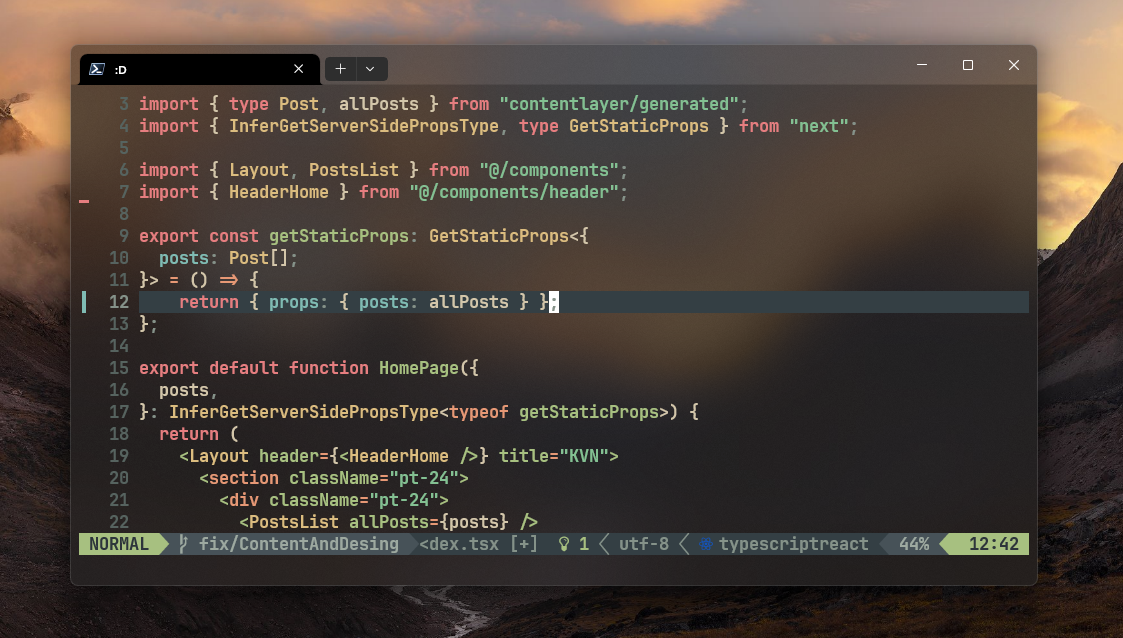 :D
3 import { type Post, allPosts } from "contentlayer/generated";
4 import { InferGetServerSidePropsType, type GetStaticProps } from "next";
5
6 import { Layout, PostsList } from "@/components";
7 import { HeaderHome } from "@/components/header";
8
9 export const getStaticProps: GetStaticProps<{
10 posts: Post[];
11 }> = () => {
12 return { props: { posts: allPosts } };
13 };
14
15 export default function HomePage({
16 posts,
17 }: InferGetServerSidePropsType<typeof getStaticProps>) {
18 return (
19 <Layout header={<HeaderHome />} title="KVN">
20 <section className="pt-24">
21 <div className="pt-24">
22 <PostsList allPosts={posts} />
NORMAL fix/ContentAndDesing <dex.tsx [+] 1 utf-8 typescriptreact 44% 12:42